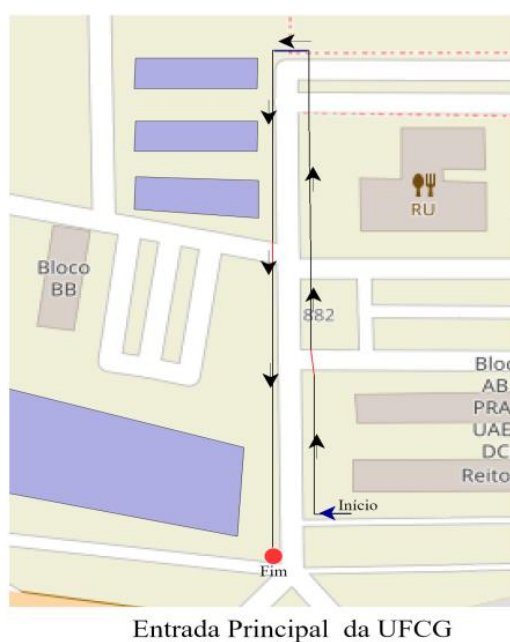 RU
Bloco
BB
882
Bloc
AB
PRA
UAE
DC
Reito
Início
Fim
Entrada Principal da UFCG